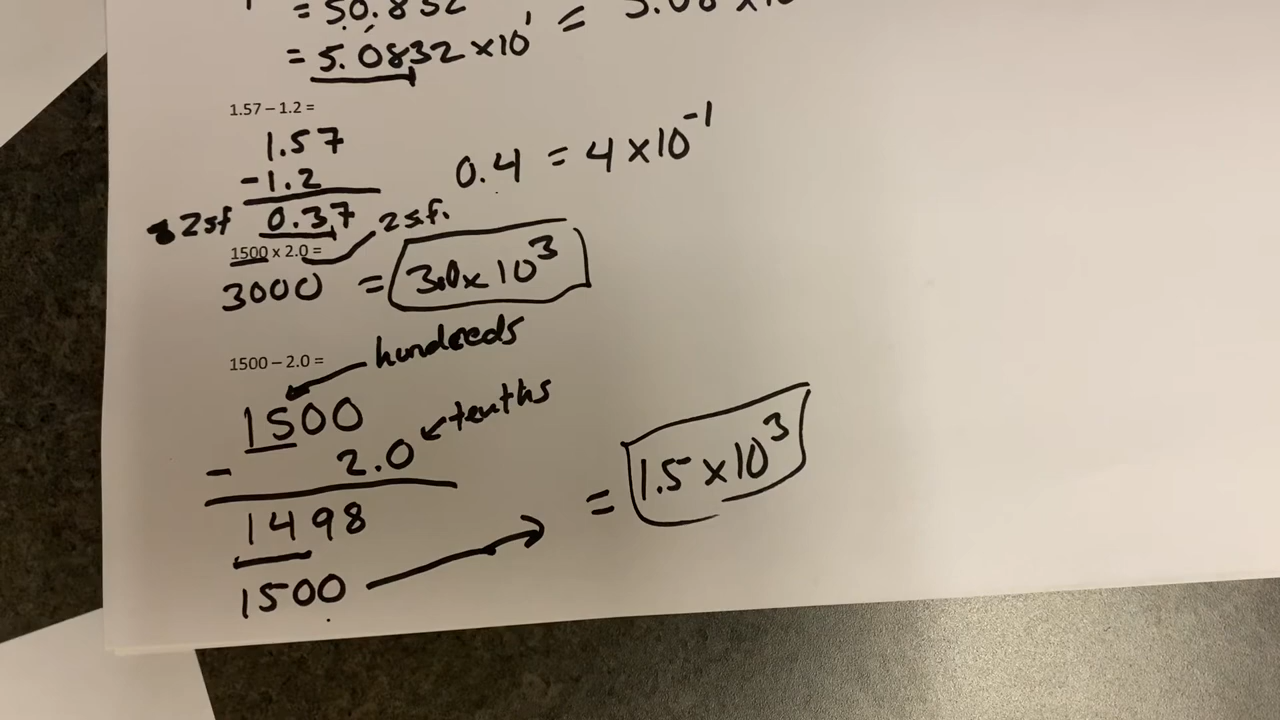 = 50.832
= 5.0832 x 10¹ = 5.08 x 10
1.57 – 1.2 =
1.57
-1.2
0.37
0.4 = 4 x 10⁻¹
2sf
2s.f.
1500 x 2.0 =
3000 = 3.0 x 10³
1500 – 2.0 =
hundreds
1500
- 2.0
tenths
1498
1500
= 1.5 x 10³